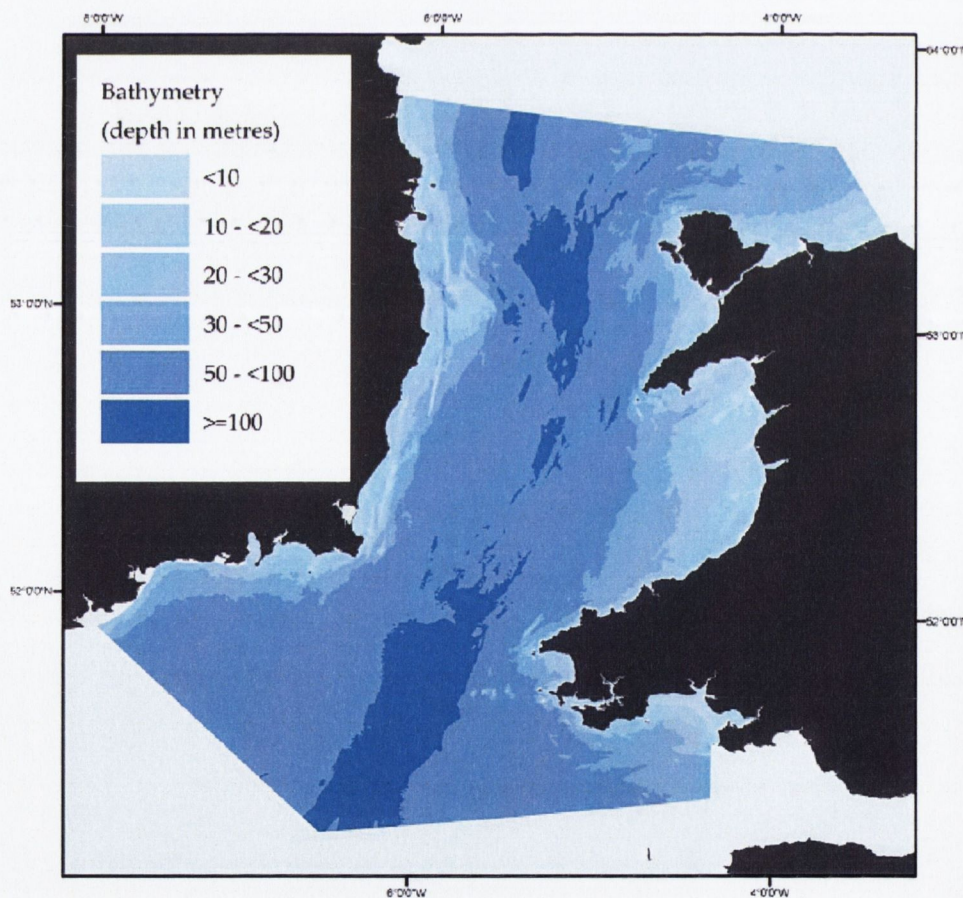 8°0'0"W 6°0'0"W 4°0'0"W
Bathymetry
(depth in metres)
<10
10 - <20
20 - <30
30 - <50
50 - <100
>=100
53°0'0"N
53°0'0"N
52°0'0"N
52°0'0"N
6°0'0"W 4°0'0"W